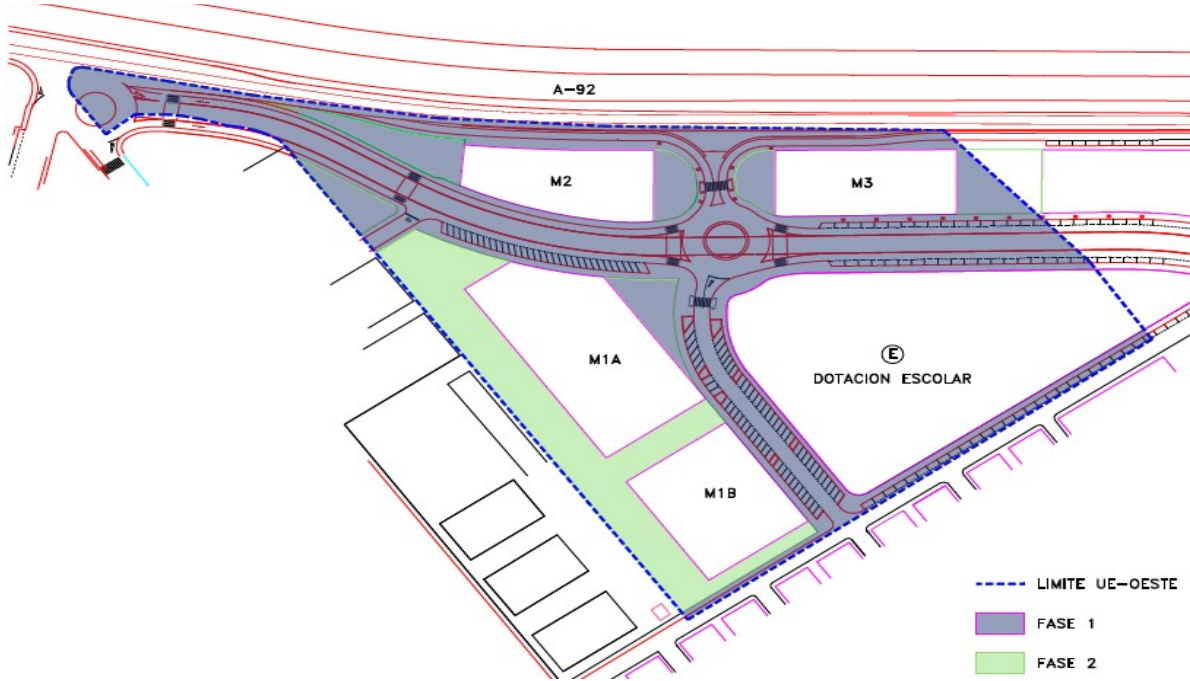 A-92
M2
M3
M1A
E
DOTACION ESCOLAR
M1B
LIMITE UE-OESTE
FASE 1
FASE 2